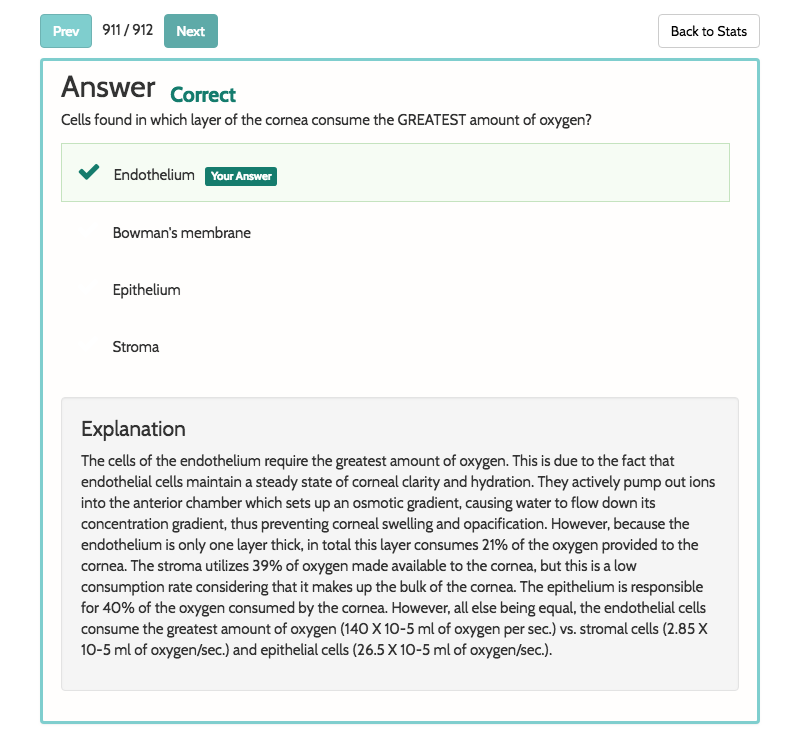 Prev 911 / 912 Next Back to Stats
Answer Correct
Cells found in which layer of the cornea consume the GREATEST amount of oxygen?
Endothelium Your Answer
Bowman's membrane
Epithelium
Stroma
Explanation
The cells of the endothelium require the greatest amount of oxygen. This is due to the fact that
endothelial cells maintain a steady state of corneal clarity and hydration. They actively pump out ions
into the anterior chamber which sets up an osmotic gradient, causing water to flow down its
concentration gradient, thus preventing corneal swelling and opacification. However, because the
endothelium is only one layer thick, in total this layer consumes 21% of the oxygen provided to the
cornea. The stroma utilizes 39% of oxygen made available to the cornea, but this is a low
consumption rate considering that it makes up the bulk of the cornea. The epithelium is responsible
for 40% of the oxygen consumed by the cornea. However, all else being equal, the endothelial cells
consume the greatest amount of oxygen (140 X 10-5 ml of oxygen per sec.) vs. stromal cells (2.85 X
10-5 ml of oxygen/sec.) and epithelial cells (26.5 X 10-5 ml of oxygen/sec.).